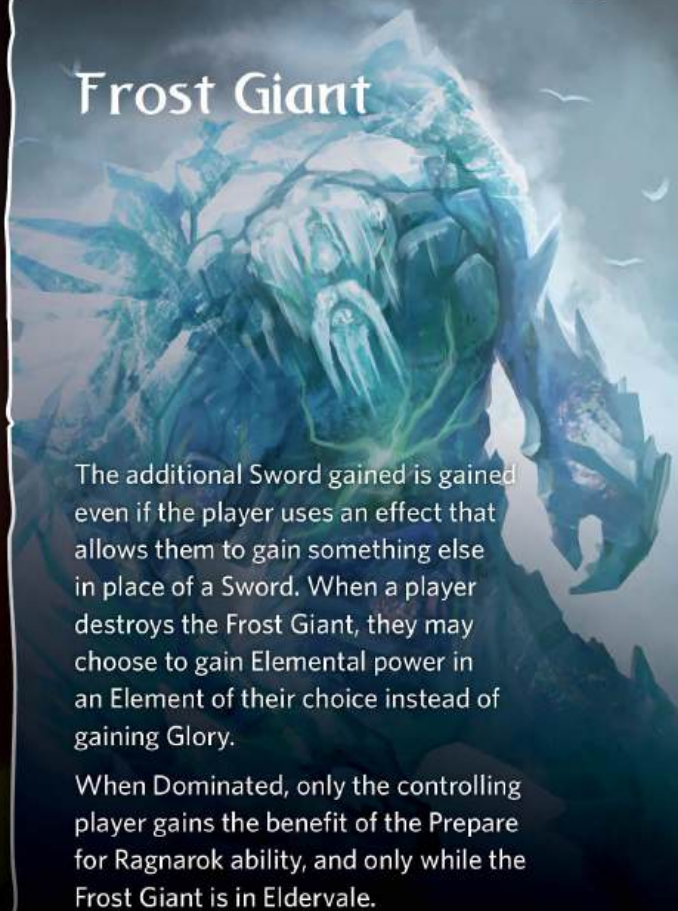 Frost Giant
The additional Sword gained is gained
even if the player uses an effect that
allows them to gain something else
in place of a Sword. When a player
destroys the Frost Giant, they may
choose to gain Elemental power in
an Element of their choice instead of
gaining Glory.
When Dominated, only the controlling
player gains the benefit of the Prepare
for Ragnarok ability, and only while the
Frost Giant is in Eldervale.